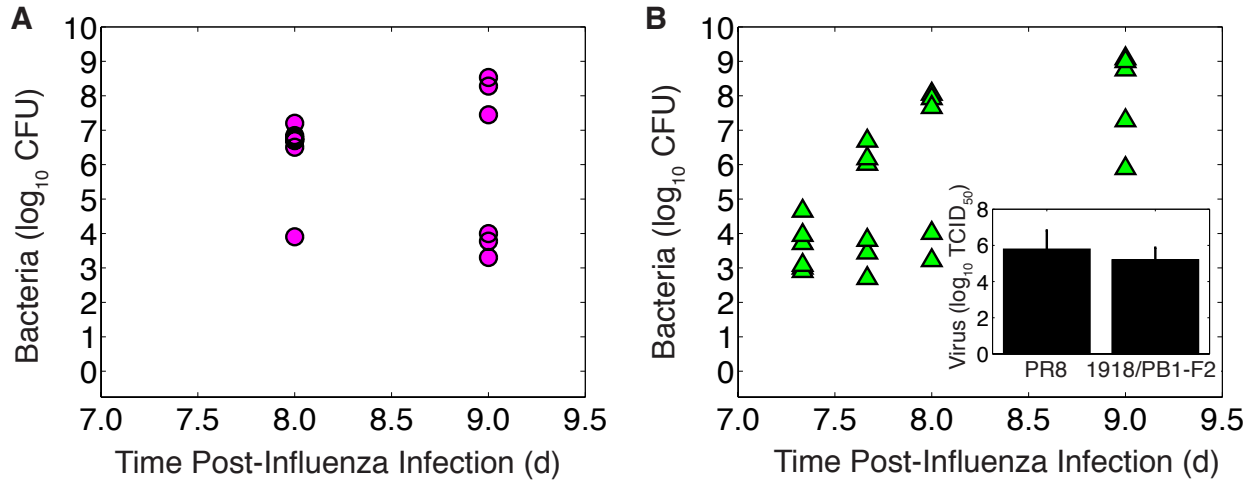 A
10
9
8
7
6
5
4
3
2
1
0
Bacteria (log10 CFU)
7.0 7.5 8.0 8.5 9.0 9.5
Time Post-Influenza Infection (d)
B
10
9
8
7
6
5
4
3
2
1
0
Bacteria (log10 CFU)
7.0 7.5 8.0 8.5 9.0 9.5
Time Post-Influenza Infection (d)
8
6
4
2
0
Virus (log10 TCID50)
PR8 1918/PB1-F2